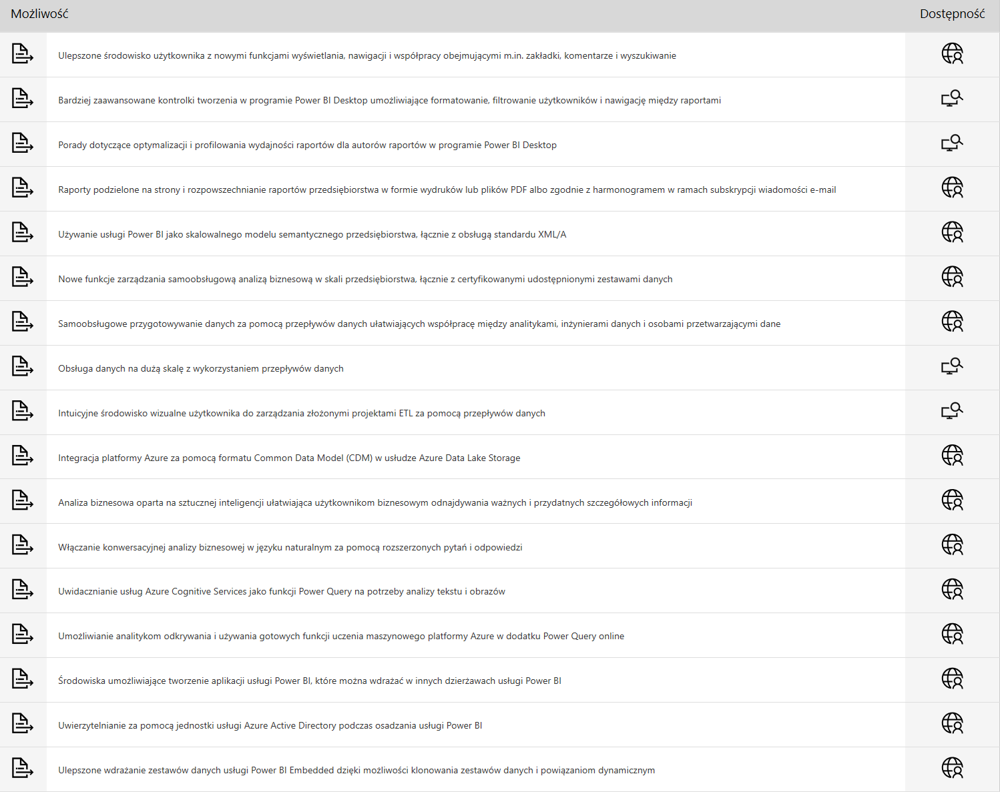 Możliwość Dostępność
Ulepszone środowisko użytkownika z nowymi funkcjami wyświetlania, nawigacji i współpracy obejmującymi m.in. zakładki, komentarze i wyszukiwanie
Bardziej zaawansowane kontrolki tworzenia w programie Power BI Desktop umożliwiające formatowanie, filtrowanie użytkowników i nawigację między raportami
Porady dotyczące optymalizacji i profilowania wydajności raportów dla autorów raportów w programie Power BI Desktop
Raporty podzielone na strony i rozpowszechnianie raportów przedsiębiorstwa w formie wydruków lub plików PDF albo zgodnie z harmonogramem w ramach subskrypcji wiadomości e-mail
Używanie usługi Power BI jako skalowalnego modelu semantycznego przedsiębiorstwa, łącznie z obsługą standardu XML/A
Nowe funkcje zarządzania samoobsługową analizą biznesową w skali przedsiębiorstwa, łącznie z certyfikowanymi udostępnionymi zestawami danych
Samoobsługowe przygotowywanie danych za pomocą przepływów danych ułatwiających współpracę między analitykami, inżynierami danych i osobami przetwarzającymi dane
Obsługa danych na dużą skalę z wykorzystaniem przepływów danych
Intuicyjne środowisko wizualne użytkownika do zarządzania złożonymi projektami ETL za pomocą przepływów danych
Integracja platformy Azure za pomocą formatu Common Data Model (CDM) w usłudze Azure Data Lake Storage
Analiza biznesowa oparta na sztucznej inteligencji ułatwiająca użytkownikom biznesowym odnajdywania ważnych i przydatnych szczegółowych informacji
Włączanie konwersacyjnej analizy biznesowej w języku naturalnym za pomocą rozszerzonych pytań i odpowiedzi
Uwidacznianie usług Azure Cognitive Services jako funkcji Power Query na potrzeby analizy tekstu i obrazów
Umożliwianie analitykom odkrywania i używania gotowych funkcji uczenia maszynowego platformy Azure w dodatku Power Query online
Środowiska umożliwiające tworzenie aplikacji usługi Power BI, które można wdrażać w innych dzierżawach usługi Power BI
Uwierzytelnianie za pomocą jednostki usługi Azure Active Directory podczas osadzania usługi Power BI
Ulepszone wdrażanie zestawów danych usługi Power BI Embedded dzięki możliwości klonowania zestawów danych i powiązaniom dynamicznym